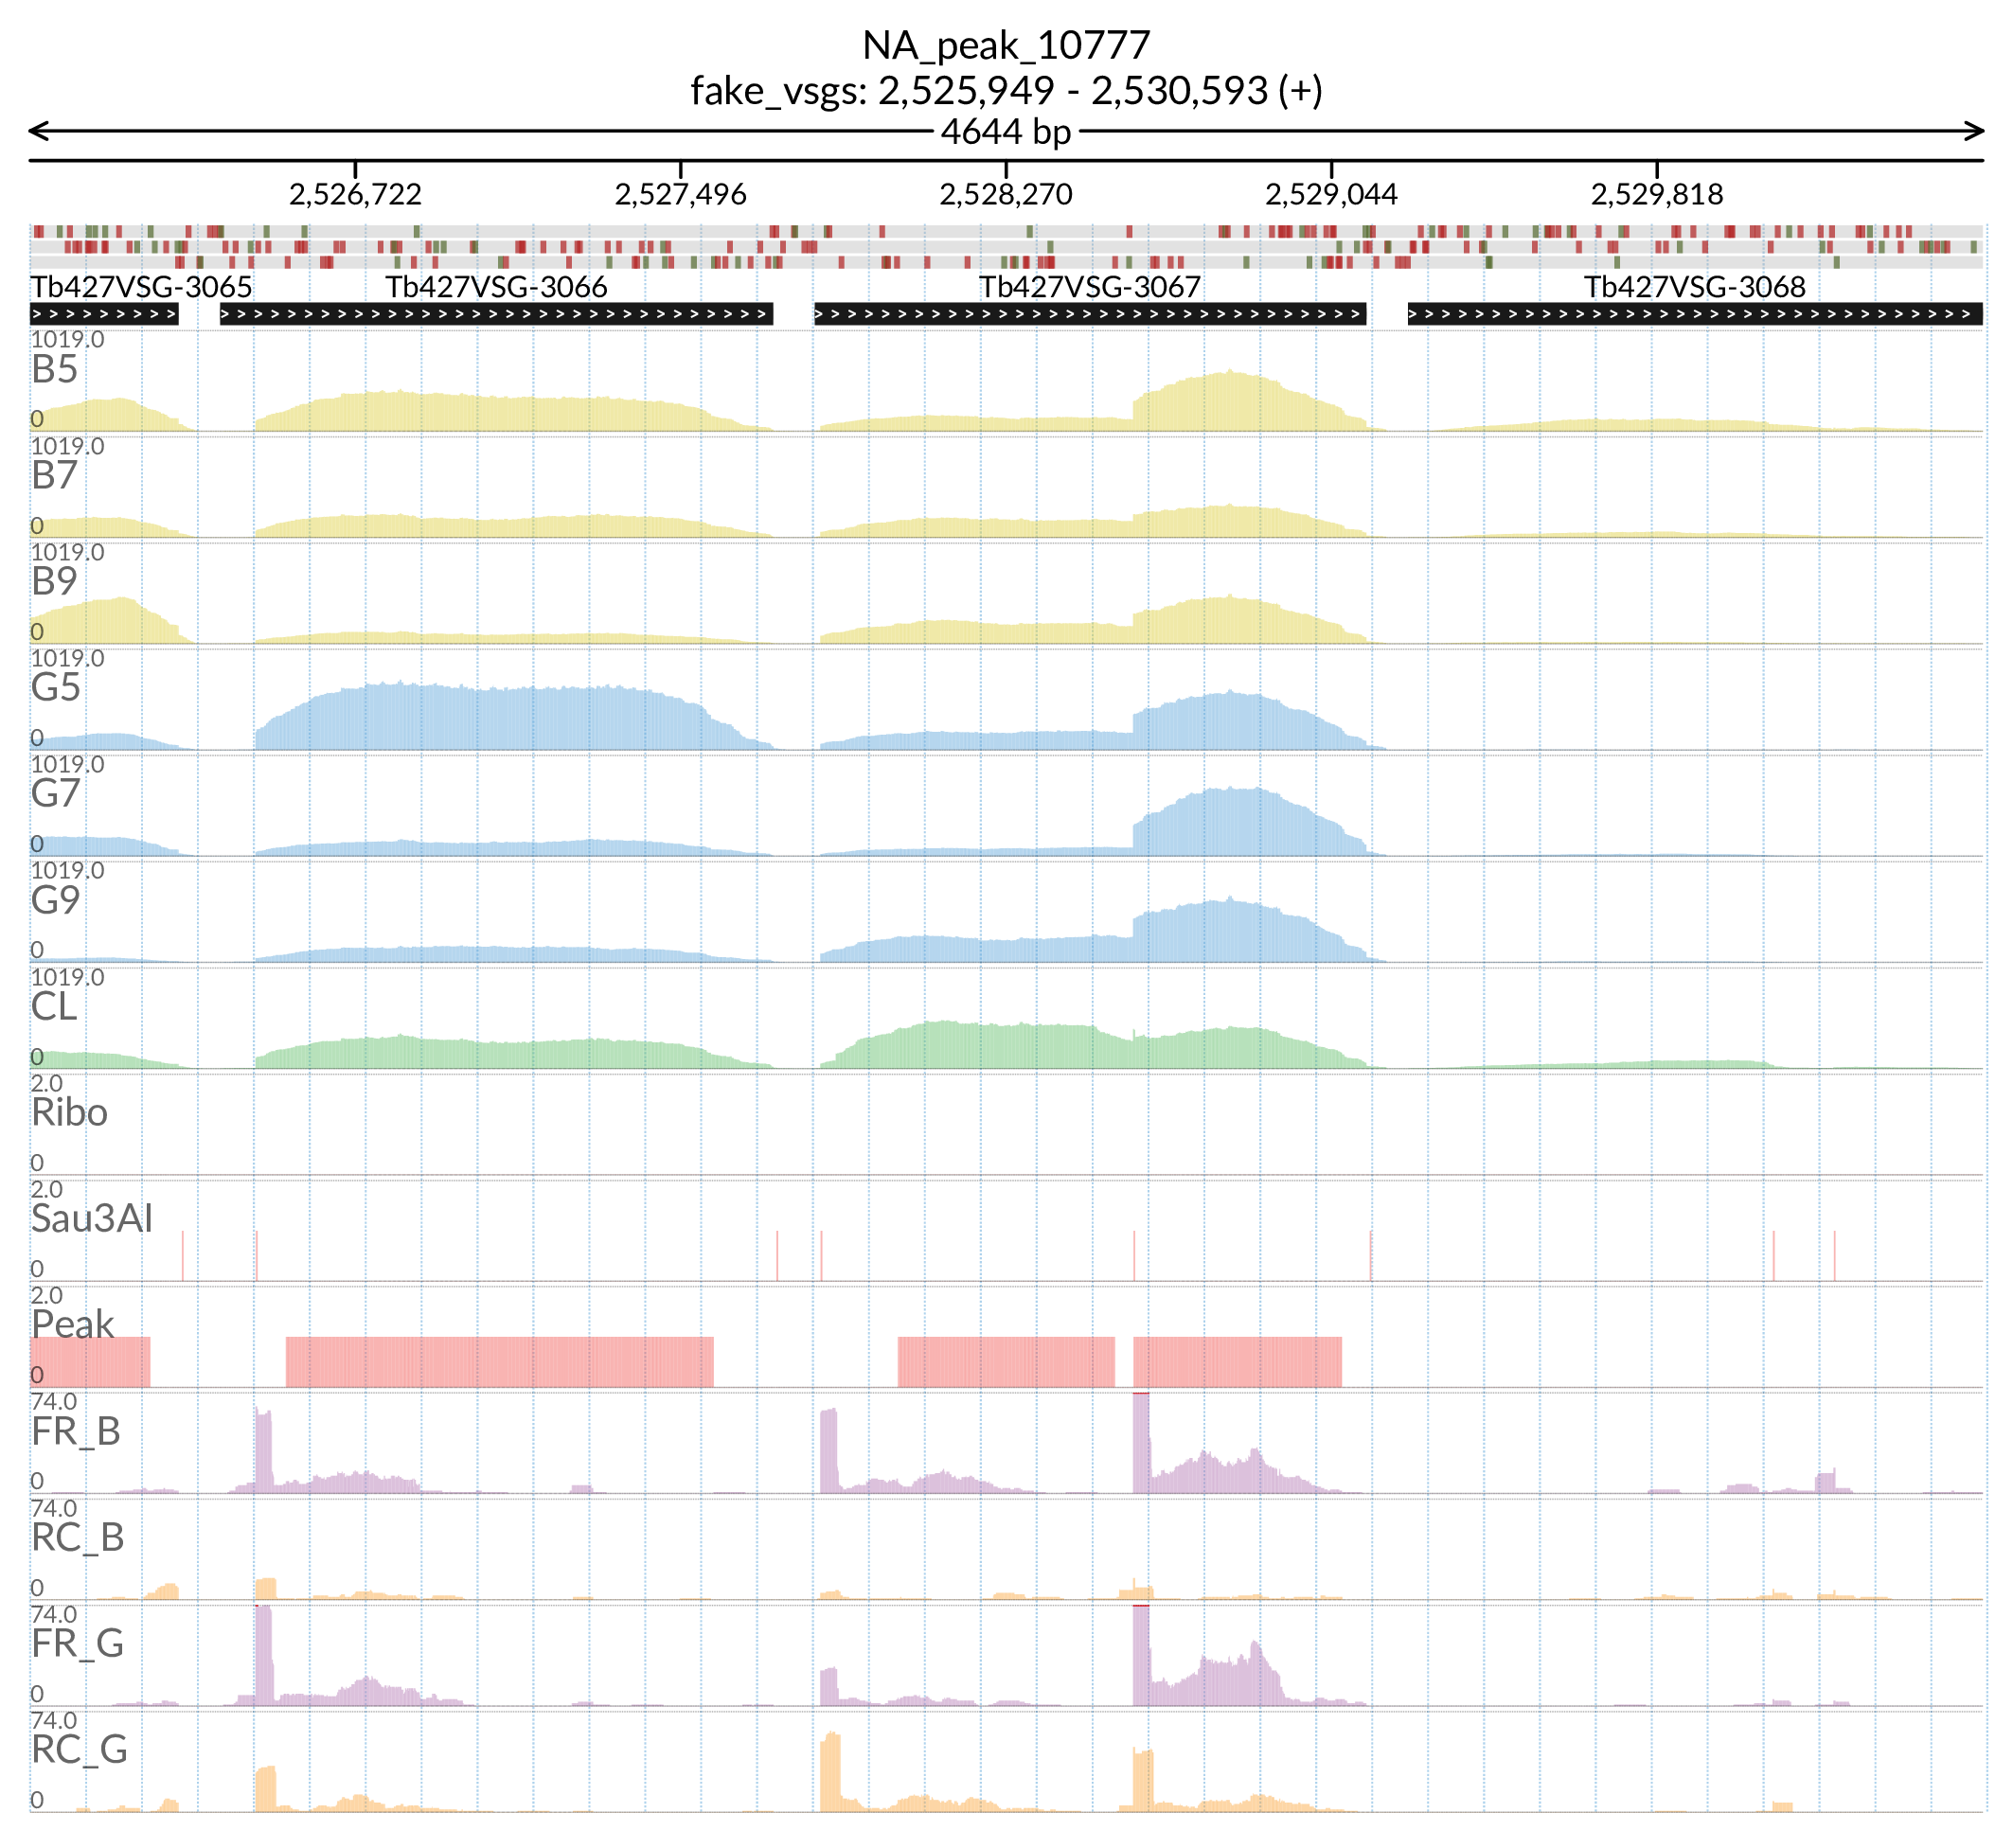 NA_peak_10777
fake_vsgs: 2,525,949 - 2,530,593 (+)
4644 bp
2,526,722 2,527,496 2,528,270 2,529,044 2,529,818
Tb427VSG-3065 Tb427VSG-3066 Tb427VSG-3067 Tb427VSG-3068
1019.0
B5
0
1019.0
B7
0
1019.0
B9
0
1019.0
G5
0
1019.0
G7
0
1019.0
G9
0
1019.0
CL
0
2.0
Ribo
0
2.0
Sau3AI
0
2.0
Peak
0
74.0
FR_B
0
74.0
RC_B
0
74.0
FR_G
0
74.0
RC_G
0